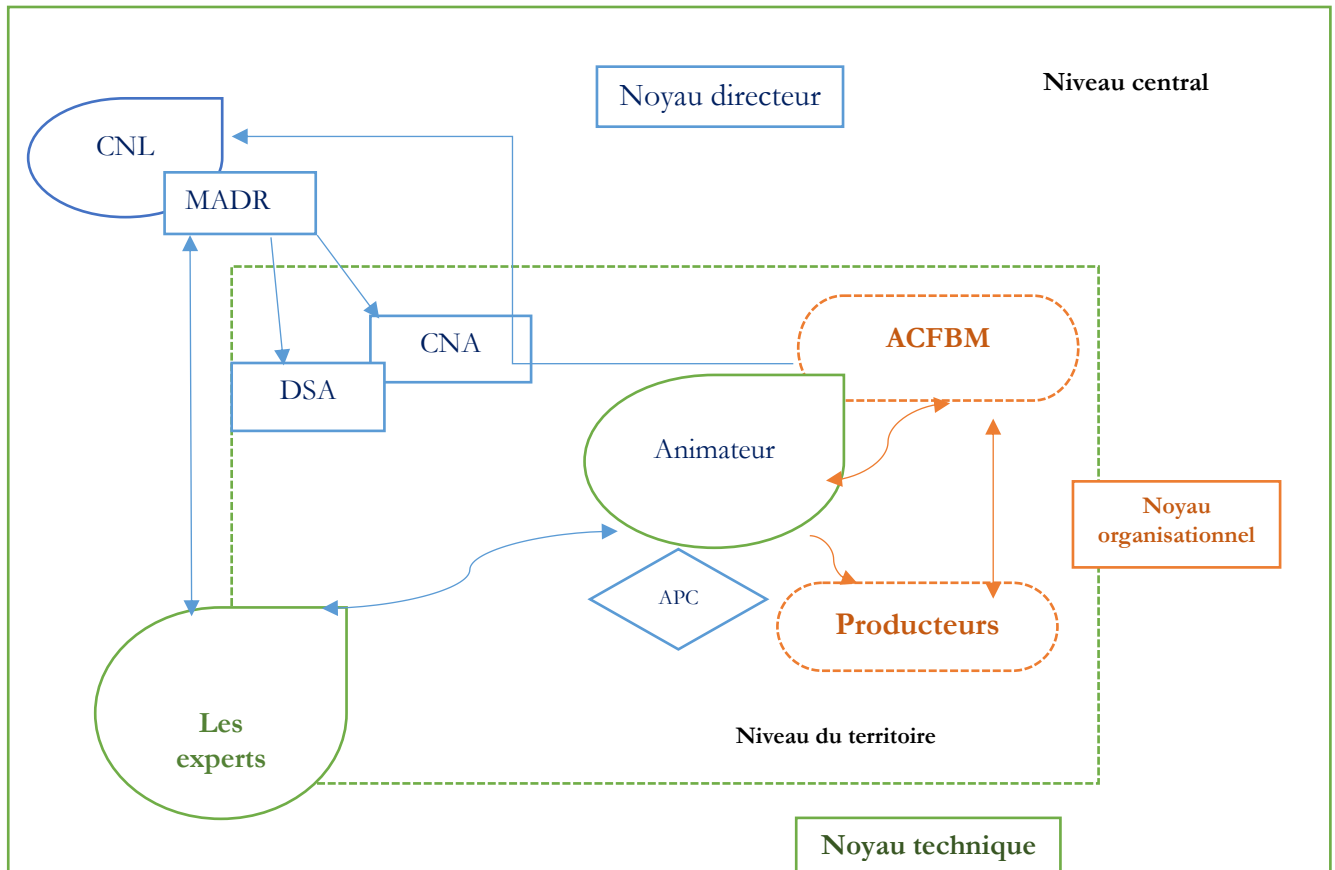 Niveau central
Noyau directeur
CNL
MADR
CNA
ACFBM
DSA
Animateur
Noyau
organisationnel
APC
Producteurs
Les
experts
Niveau du territoire
Noyau technique